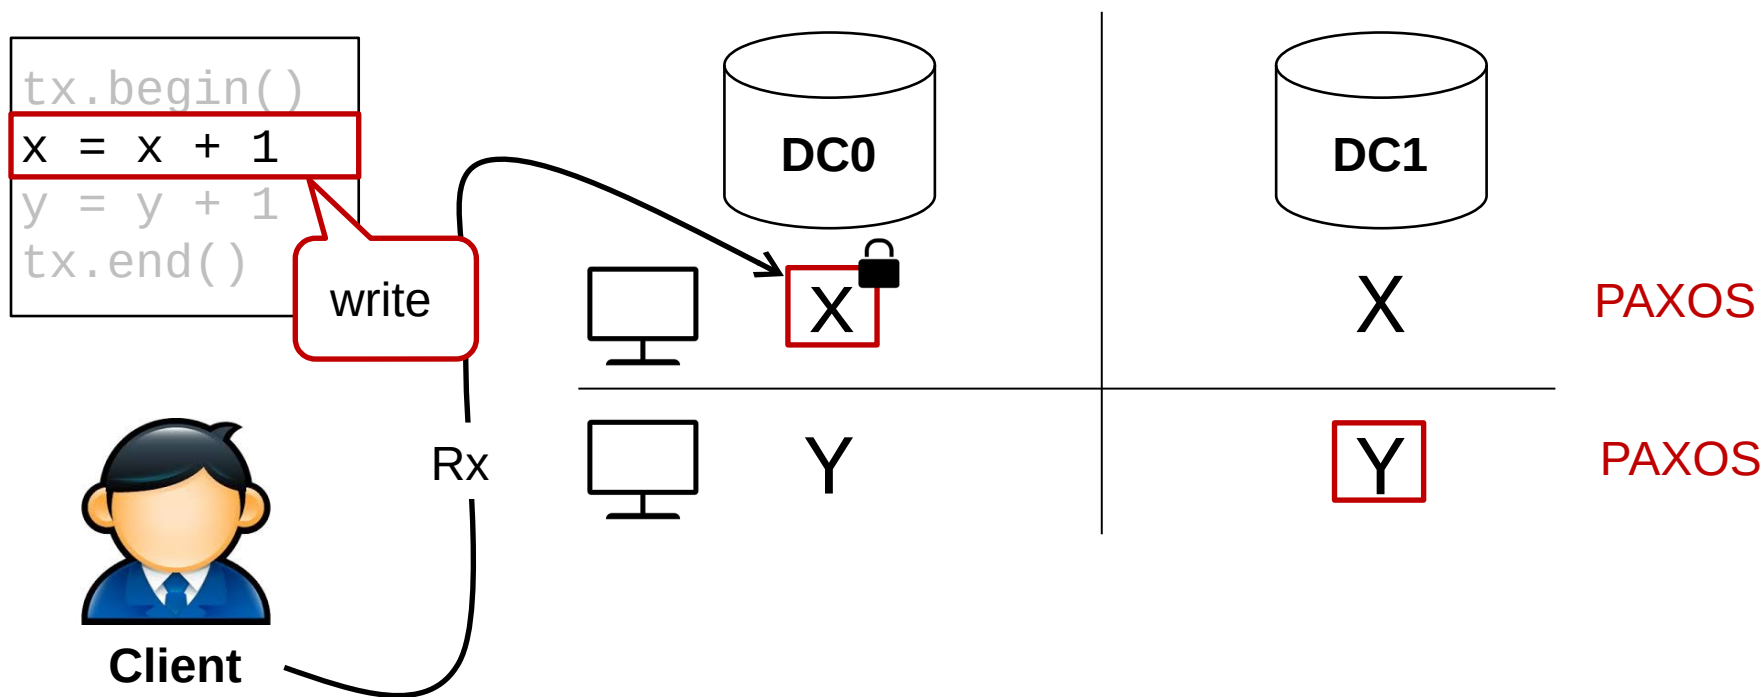 tx.begin()
x = x + 1
y = y + 1
tx.end()
write
DC0
DC1
X
X
PAXOS
Rx
Y
Y
PAXOS
Client